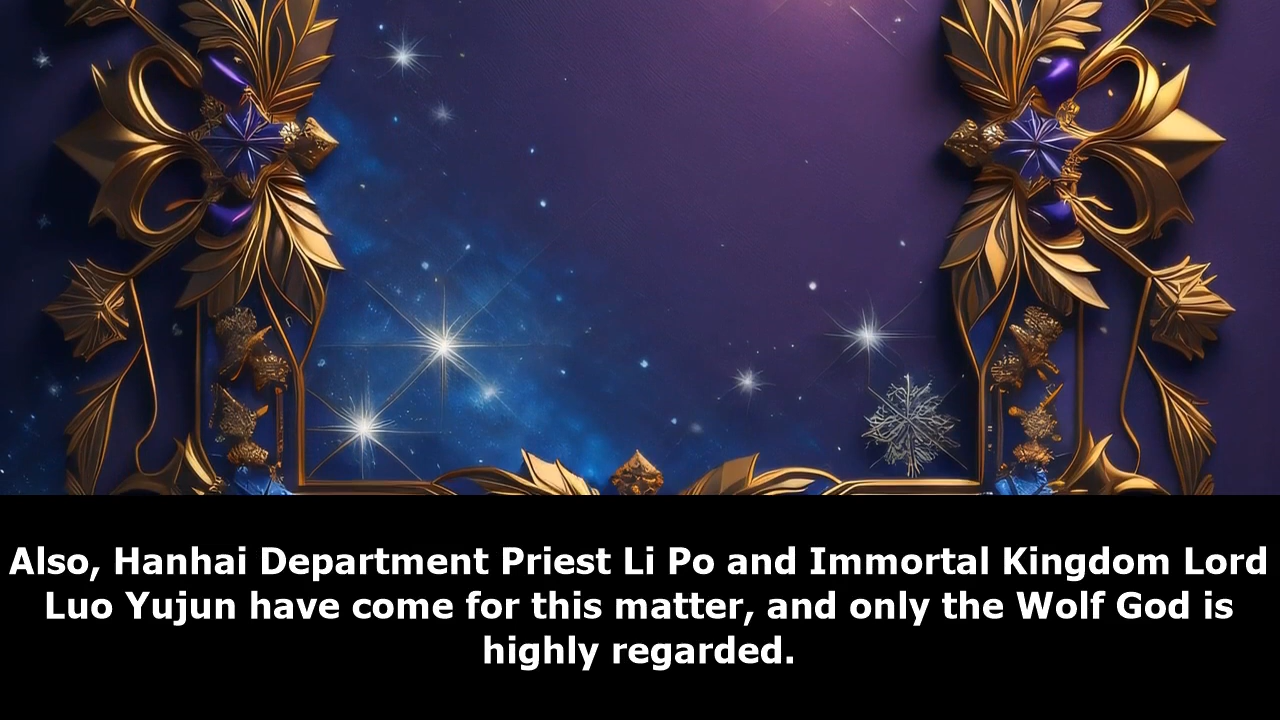 Also, Hanhai Department Priest Li Po and Immortal Kingdom Lord
Luo Yujun have come for this matter, and only the Wolf God is
highly regarded.